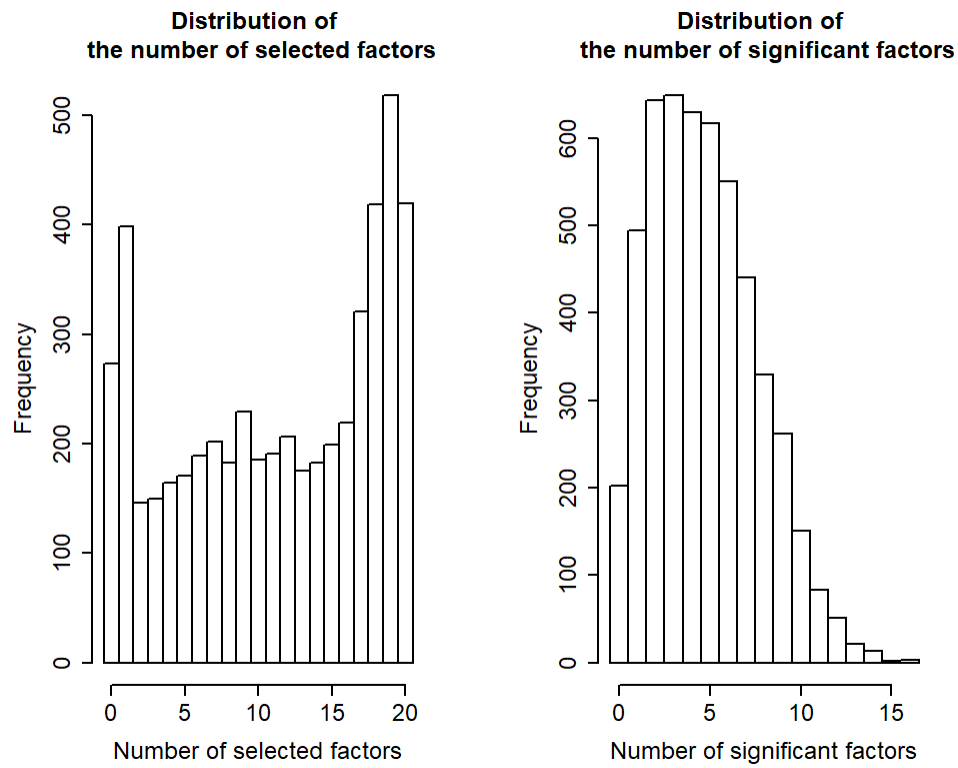 Distribution of
the number of selected factors
Frequency
500
400
300
200
100
0
0 5 10 15 20
Number of selected factors
Distribution of
the number of significant factors
Frequency
600
500
400
300
200
100
0
0 5 10 15
Number of significant factors